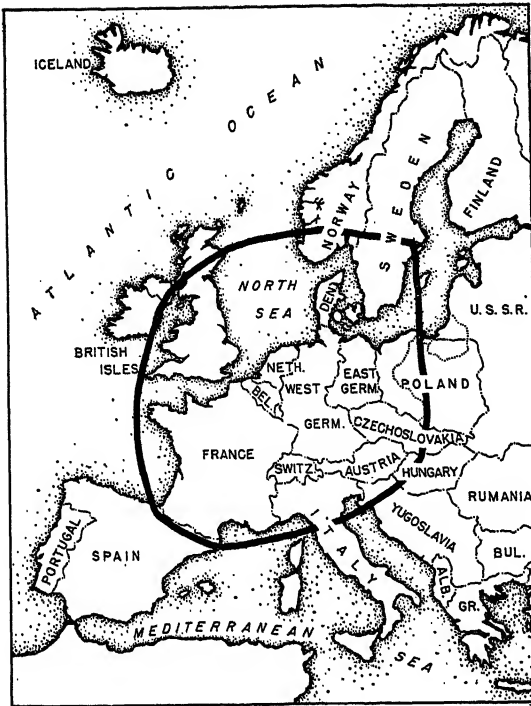 ICELAND
ATLANTIC OCEAN
NORWAY
SWEDEN
FINLAND
NORTH
SEA
DEN.
U.S.S.R.
BRITISH
ISLES
NETH.
BEL.
WEST
GERM.
EAST
GERM.
POLAND
CZECHOSLOVAKIA
FRANCE
SWITZ.
AUSTRIA
HUNGARY
RUMANIA
YUGOSLAVIA
ITALY
PORTUGAL
SPAIN
BUL.
ALB.
GR.
MEDITERRANEAN
SEA